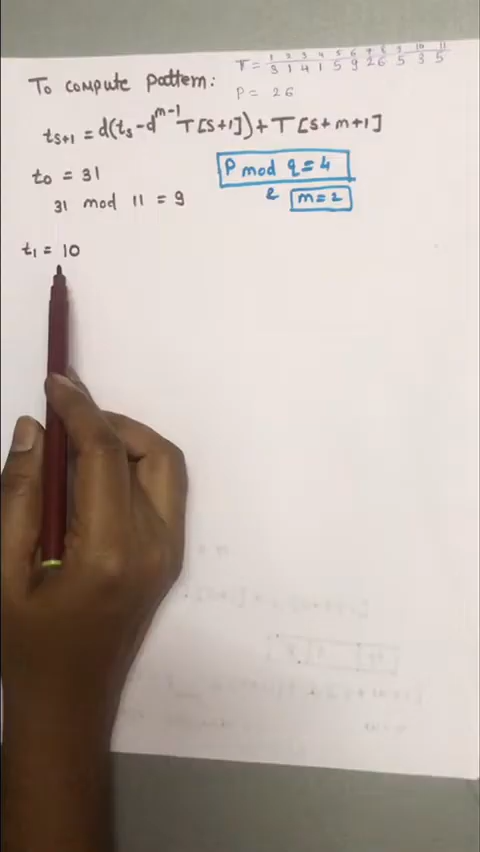 To compute pattern:
1 2 3 4 5 6 7 8 9 10 11
T = 3 1 4 1 5 9 2 6 5 3 5
P = 26
ts+1 = d(ts - d^m-1 T[s+1]) + T[s+m+1]
t0 = 31
P mod q = 4
31 mod 11 = 9
& m = 2
t1 = 10